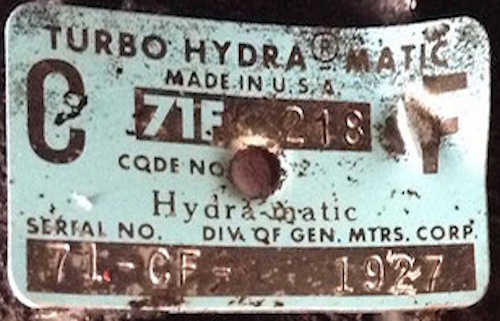 TURBO HYDRA® MATIC
MADE IN U.S.A.
C 71F 218 F
CODE NO.
Hydra-matic
SERIAL NO. DIV. OF GEN. MTRS. CORP.
71-CF- 1927